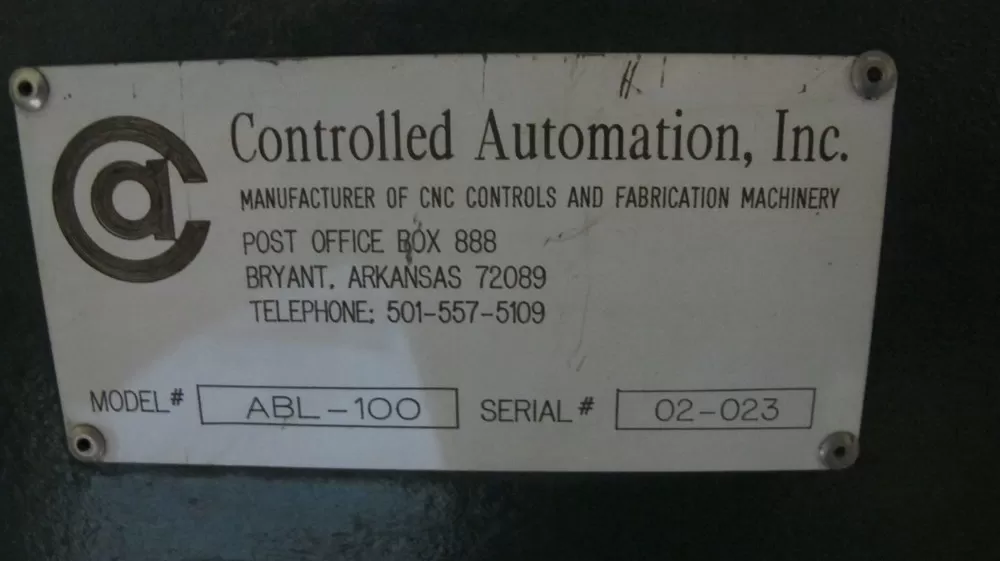 Ca
Controlled Automation, Inc.
MANUFACTURER OF CNC CONTROLS AND FABRICATION MACHINERY
POST OFFICE BOX 888
BRYANT, ARKANSAS 72089
TELEPHONE: 501-557-5109
MODEL# ABL-100 SERIAL# 02-023